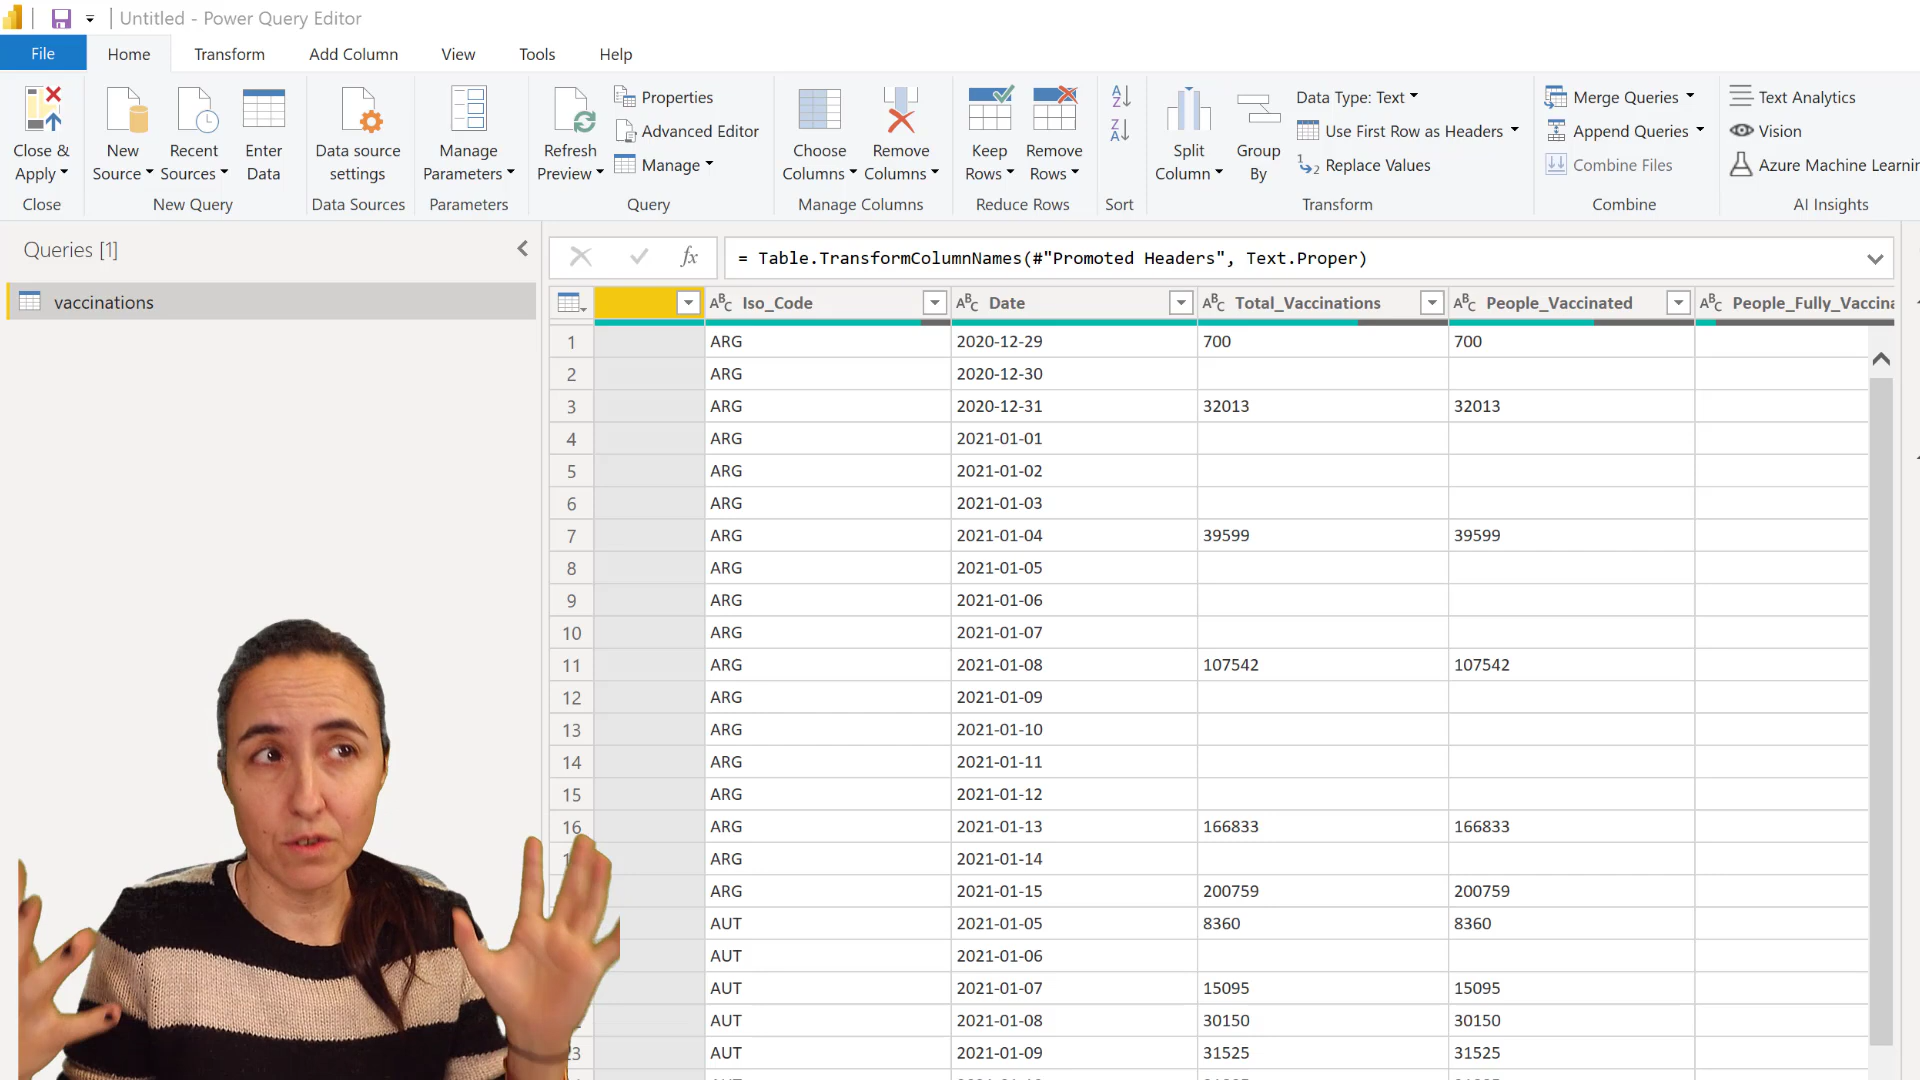 Untitled - Power Query Editor
File Home Transform Add Column View Tools Help
Close & Apply
New Source
Recent Sources
Enter Data
Data source settings
Manage Parameters
Refresh Preview
Properties
Advanced Editor
Manage
Choose Columns
Remove Columns
Keep Rows
Remove Rows
A Z
Z A
Split Column
Group By
Data Type: Text
Use First Row as Headers
1 2 Replace Values
Merge Queries
Append Queries
Combine Files
Text Analytics
Vision
Azure Machine Learnin
Close New Query Data Sources Parameters Query Manage Columns Reduce Rows Sort Transform Combine AI Insights
Queries [1]
vaccinations
fx = Table.TransformColumnNames(#"Promoted Headers", Text.Proper)
ABC Iso_Code ABC Date ABC Total_Vaccinations ABC People_Vaccinated ABC People_Fully_Vaccina
1 ARG 2020-12-29 700 700
2 ARG 2020-12-30
3 ARG 2020-12-31 32013 32013
4 ARG 2021-01-01
5 ARG 2021-01-02
6 ARG 2021-01-03
7 ARG 2021-01-04 39599 39599
8 ARG 2021-01-05
9 ARG 2021-01-06
10 ARG 2021-01-07
11 ARG 2021-01-08 107542 107542
12 ARG 2021-01-09
13 ARG 2021-01-10
14 ARG 2021-01-11
15 ARG 2021-01-12
16 ARG 2021-01-13 166833 166833
ARG 2021-01-14
ARG 2021-01-15 200759 200759
AUT 2021-01-05 8360 8360
AUT 2021-01-06
AUT 2021-01-07 15095 15095
AUT 2021-01-08 30150 30150
23 AUT 2021-01-09 31525 31525